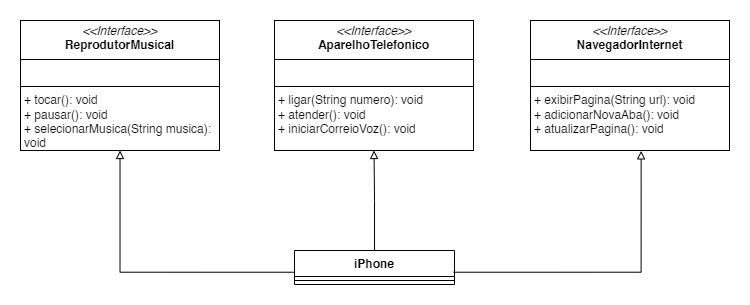 <<Interface>>
ReprodutorMusical
+ tocar(): void
+ pausar(): void
+ selecionarMusica(String musica):
void
<<Interface>>
AparelhoTelefonico
+ ligar(String numero): void
+ atender(): void
+ iniciarCorreioVoz(): void
<<Interface>>
NavegadorInternet
+ exibirPagina(String url): void
+ adicionarNovaAba(): void
+ atualizarPagina(): void
iPhone